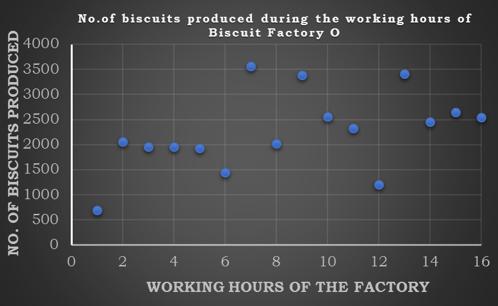 No.of biscuits produced during the working hours of
Biscuit Factory O
NO. OF BISCUITS PRODUCED
4000
3500
3000
2500
2000
1500
1000
500
0
0 2 4 6 8 10 12 14 16
WORKING HOURS OF THE FACTORY